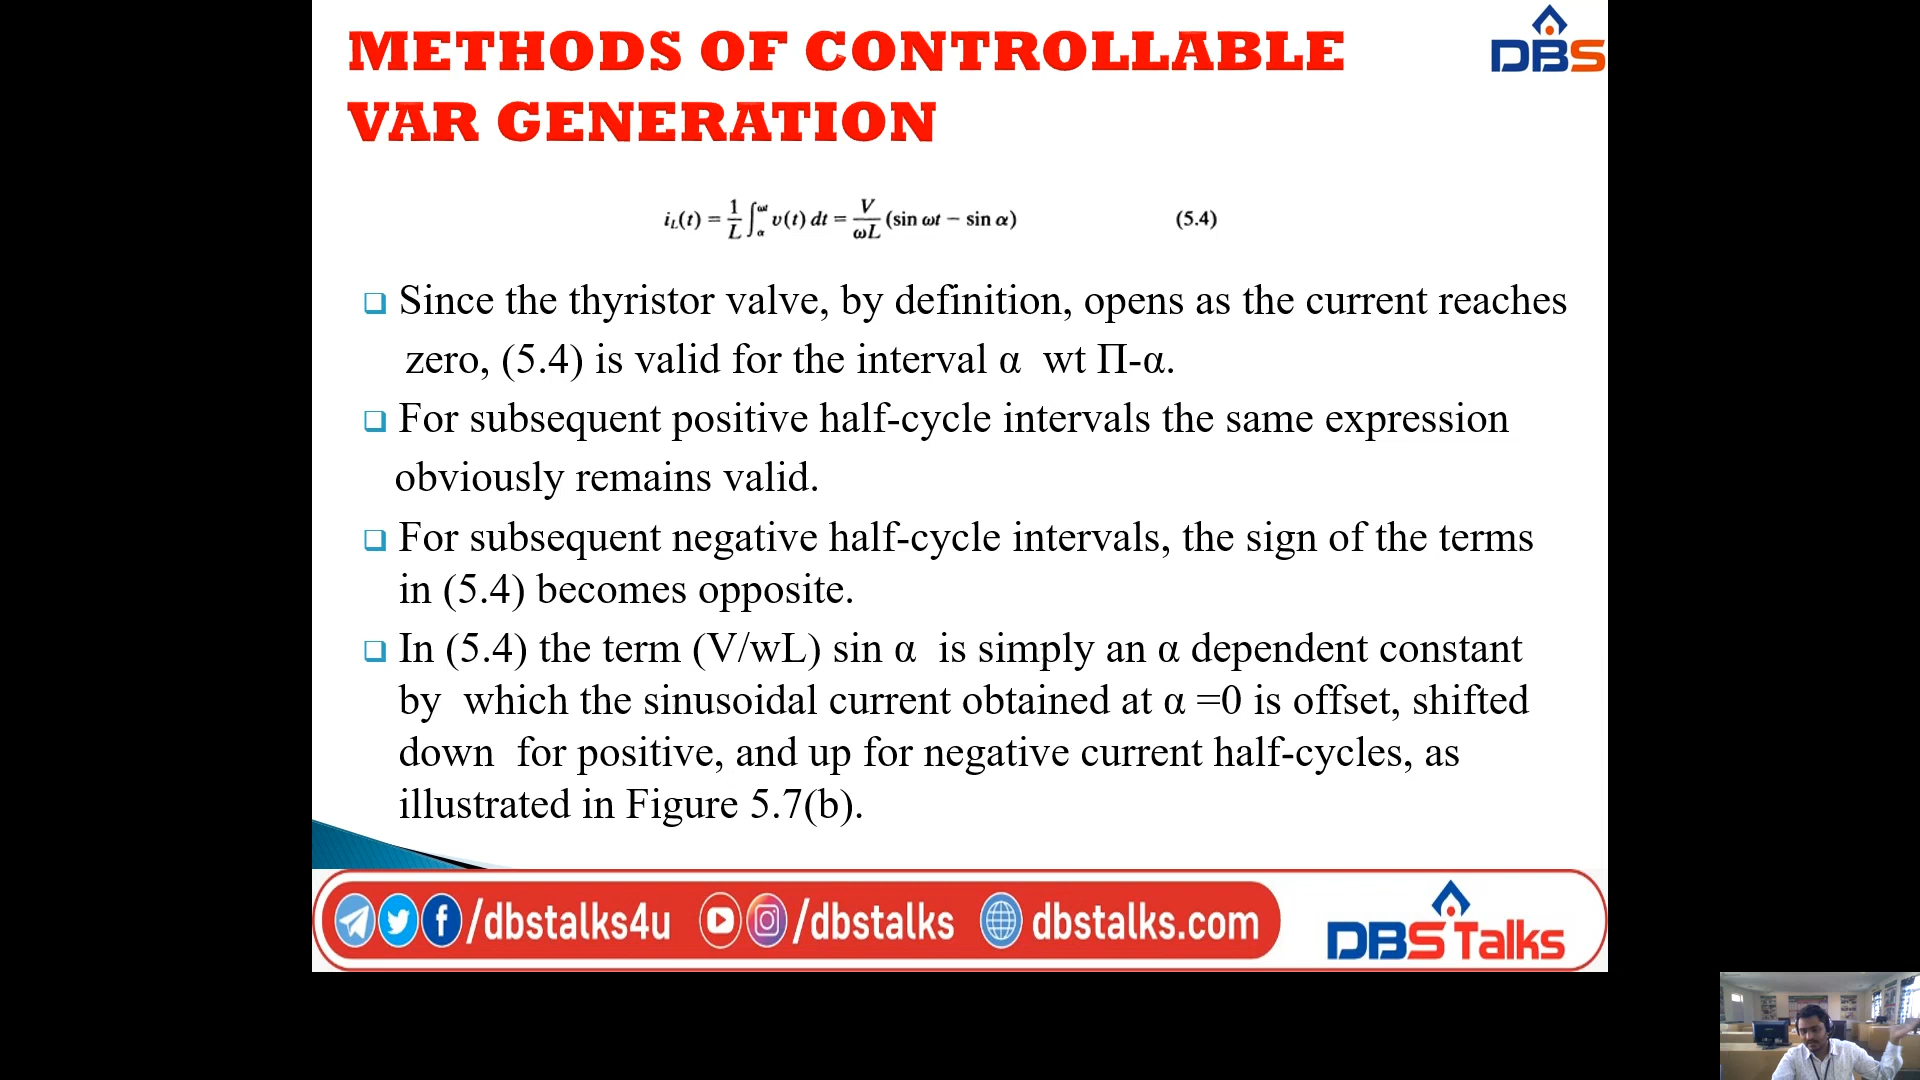 METHODS OF CONTROLLABLE
DBS
VAR GENERATION
iL(t) = 1/L ∫α^ωt v(t) dt = V/ωL (sin ωt − sin α) (5.4)
Since the thyristor valve, by definition, opens as the current reaches
zero, (5.4) is valid for the interval α wt Π-α.
For subsequent positive half-cycle intervals the same expression
obviously remains valid.
For subsequent negative half-cycle intervals, the sign of the terms
in (5.4) becomes opposite.
In (5.4) the term (V/wL) sin α is simply an α dependent constant
by which the sinusoidal current obtained at α =0 is offset, shifted
down for positive, and up for negative current half-cycles, as
illustrated in Figure 5.7(b).
/dbstalks4u /dbstalks dbstalks.com
DBS Talks